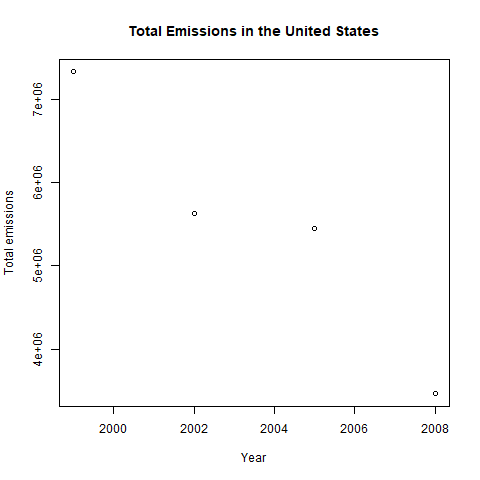 Total Emissions in the United States
Total emissions
7e+06
6e+06
5e+06
4e+06
2000 2002 2004 2006 2008
Year